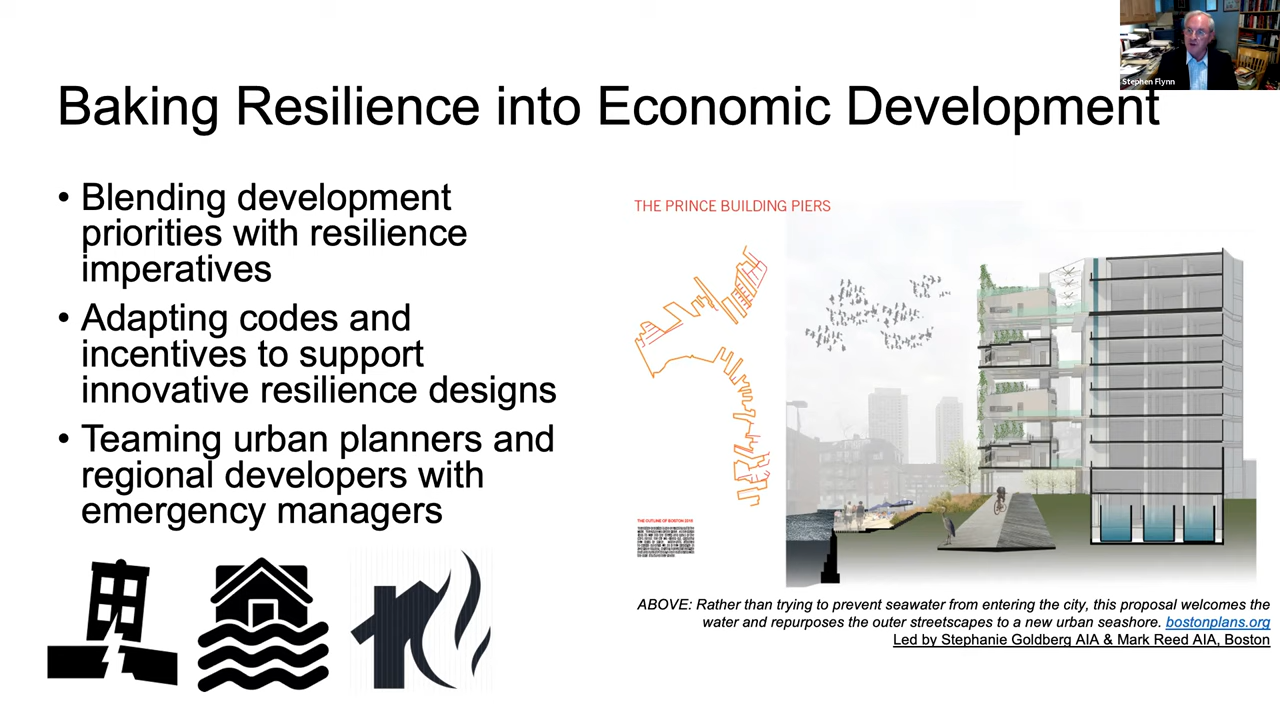 Stephen Flynn
Baking Resilience into Economic Development
• Blending development
priorities with resilience
imperatives
• Adapting codes and
incentives to support
innovative resilience designs
• Teaming urban planners and
regional developers with
emergency managers
THE PRINCE BUILDING PIERS
THE OUTLINE OF BOSTON 2018
ABOVE: Rather than trying to prevent seawater from entering the city, this proposal welcomes the
water and repurposes the outer streetscapes to a new urban seashore. bostonplans.org
Led by Stephanie Goldberg AIA & Mark Reed AIA, Boston